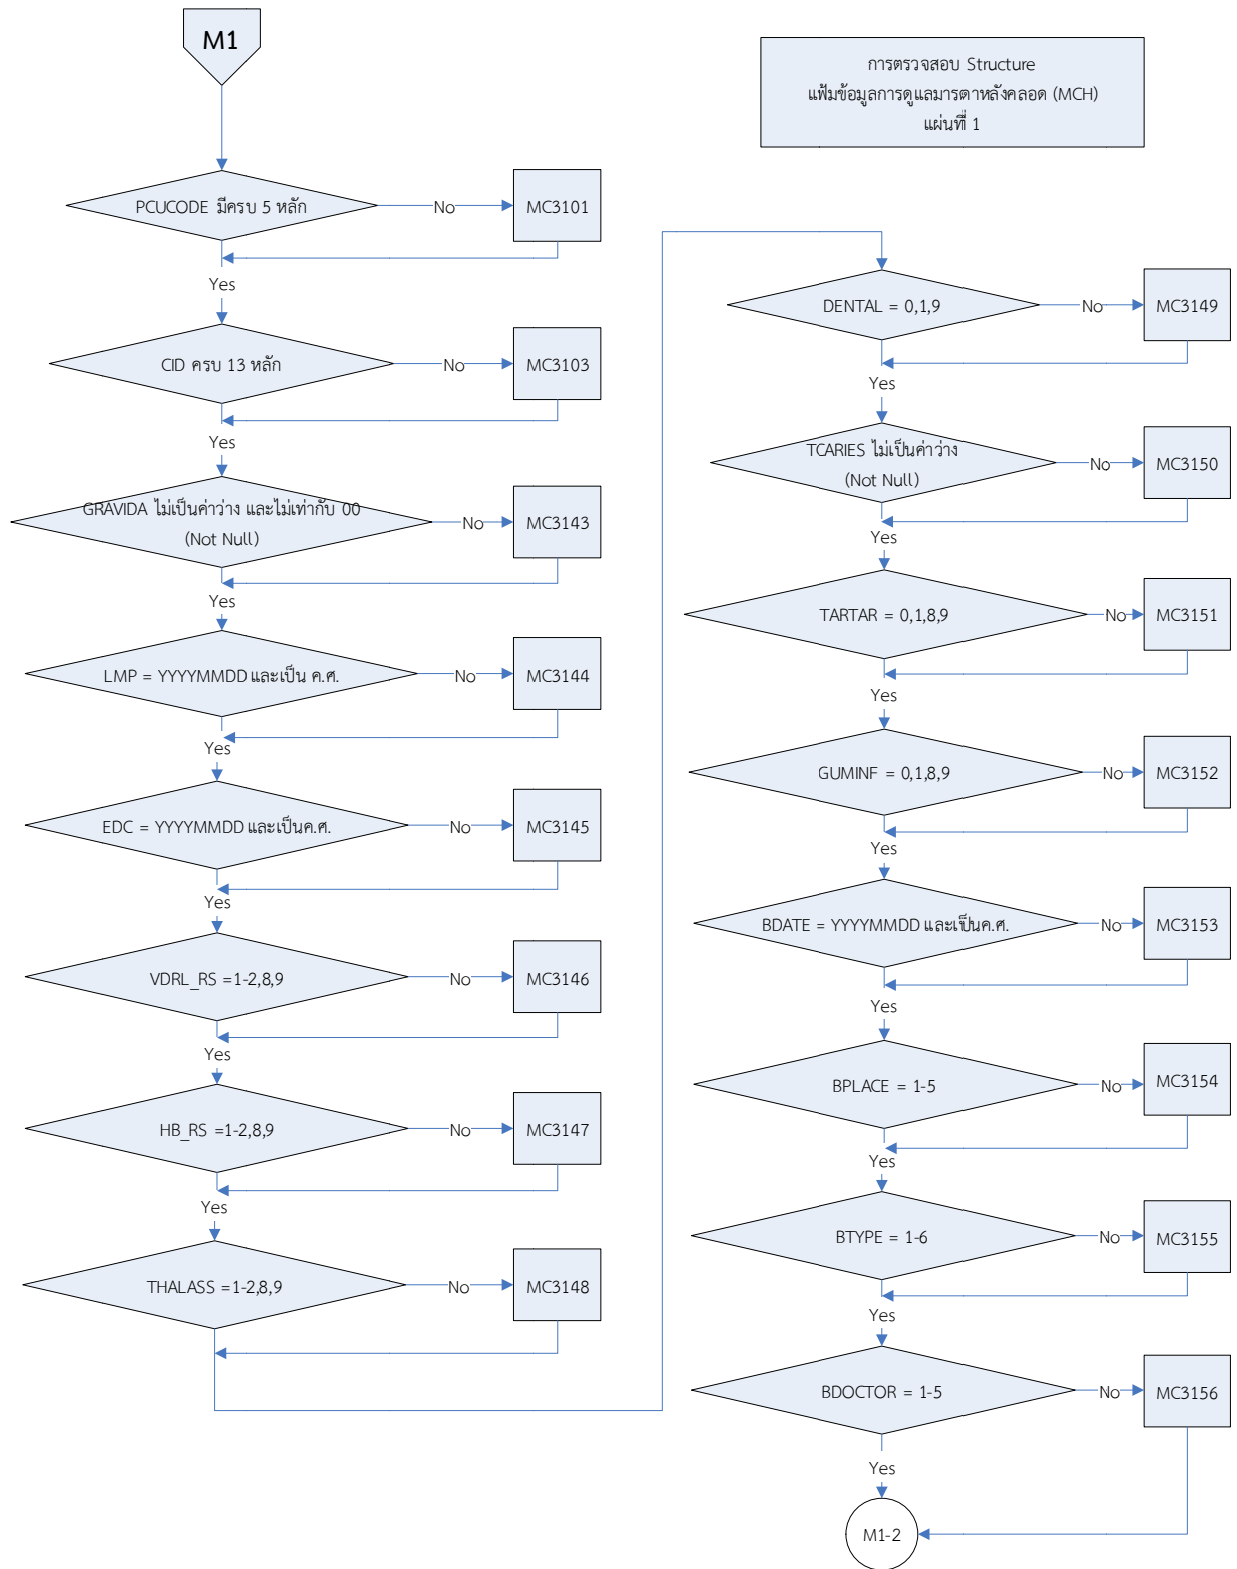 M1
การตรวจสอบ Structure
แฟ้มข้อมูลการดูแลมารดาหลังคลอด (MCH)
แผ่นที่ 1
PCUCODE มีครบ 5 หลัก
No
MC3101
Yes
CID ครบ 13 หลัก
No
MC3103
Yes
GRAVIDA ไม่เป็นค่าว่าง และไม่เท่ากับ 00
(Not Null)
No
MC3143
Yes
LMP = YYYYMMDD และเป็น ค.ศ.
No
MC3144
Yes
EDC = YYYYMMDD และเป็นค.ศ.
No
MC3145
Yes
VDRL_RS =1-2,8,9
No
MC3146
Yes
HB_RS =1-2,8,9
No
MC3147
Yes
THALASS =1-2,8,9
No
MC3148
DENTAL = 0,1,9
No
MC3149
Yes
TCARIES ไม่เป็นค่าว่าง
(Not Null)
No
MC3150
Yes
TARTAR = 0,1,8,9
No
MC3151
Yes
GUMINF = 0,1,8,9
No
MC3152
Yes
BDATE = YYYYMMDD และเป็นค.ศ.
No
MC3153
Yes
BPLACE = 1-5
No
MC3154
Yes
BTYPE = 1-6
No
MC3155
Yes
BDOCTOR = 1-5
No
MC3156
Yes
M1-2